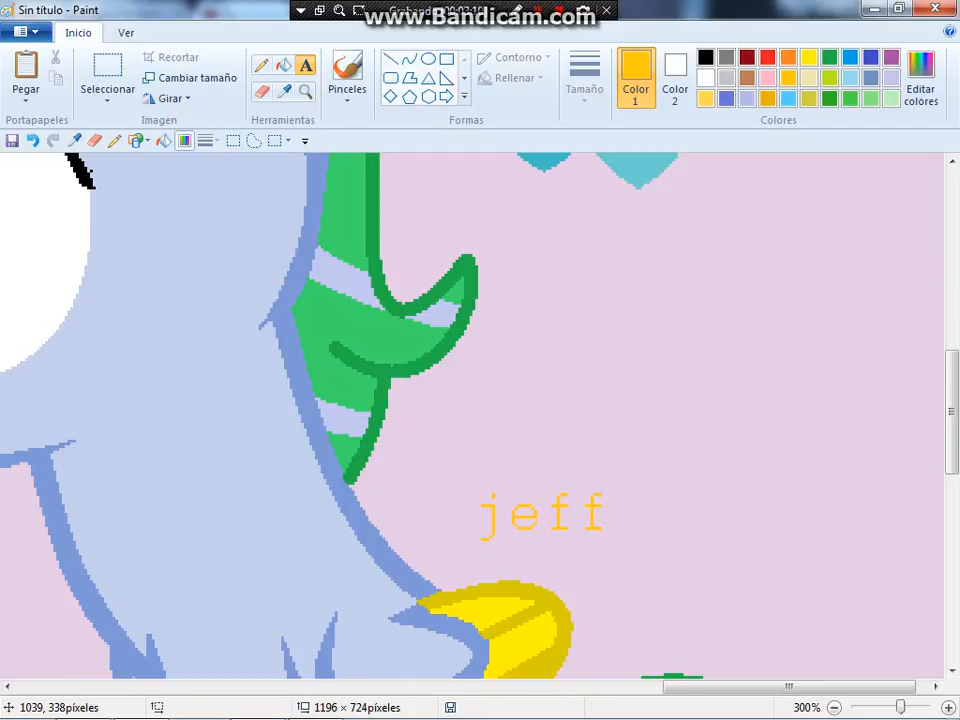 Sin título - Paint
www.Bandicam.com
Inicio
Ver
Pegar
Portapapeles
Seleccionar
Recortar
Cambiar tamaño
Girar
Imagen
A
Herramientas
Pinceles
Contorno
Rellenar
Formas
Tamaño
Color 1
Color 2
Editar colores
Colores
jeff
1039, 338píxeles
1196 × 724píxeles
300%